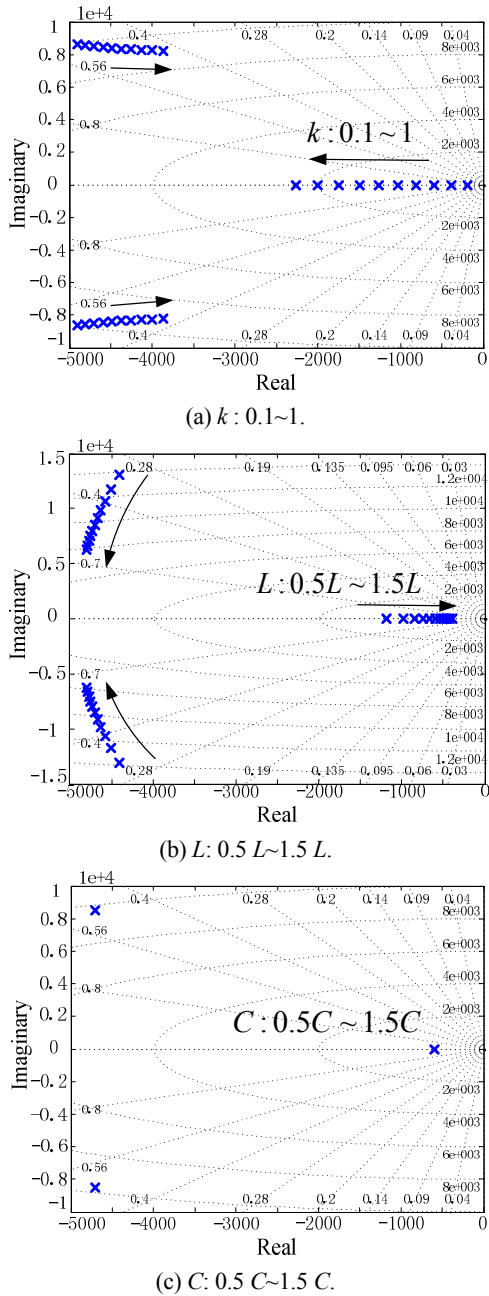 1e+4
1
0.8
0.6
0.4
0.2
0
-0.2
-0.4
-0.6
-0.8
-1
Imaginary
0.4 0.28 0.2 0.14 0.09 0.04
8e+003
6e+003
4e+003
2e+003
2e+003
4e+003
6e+003
8e+003
0.56
0.8
0.8
0.56
0.4 0.28 0.2 0.14 0.09 0.04
k : 0.1 ~ 1
-5000 -4000 -3000 -2000 -1000 0
Real
(a) k : 0.1~1.
1e+4
1.5
1
0.5
0
-0.5
-1
-1.5
Imaginary
0.28 0.19 0.135 0.095 0.06 0.03
1.2e+004
1e+004
8e+003
6e+003
4e+003
2e+003
2e+003
4e+003
6e+003
8e+003
1e+004
1.2e+004
0.4
0.7
0.7
0.4
0.28 0.19 0.135 0.095 0.06 0.03
L : 0.5L ~ 1.5L
-5000 -4000 -3000 -2000 -1000 0
Real
(b) L: 0.5 L~1.5 L.
1e+4
1
0.8
0.6
0.4
0.2
0
-0.2
-0.4
-0.6
-0.8
-1
Imaginary
0.4 0.28 0.2 0.14 0.09 0.04
8e+003
6e+003
4e+003
2e+003
2e+003
4e+003
6e+003
8e+003
0.56
0.8
0.8
0.56
0.4 0.28 0.2 0.14 0.09 0.04
C : 0.5C ~ 1.5C
-5000 -4000 -3000 -2000 -1000 0
Real
(c) C: 0.5 C~1.5 C.